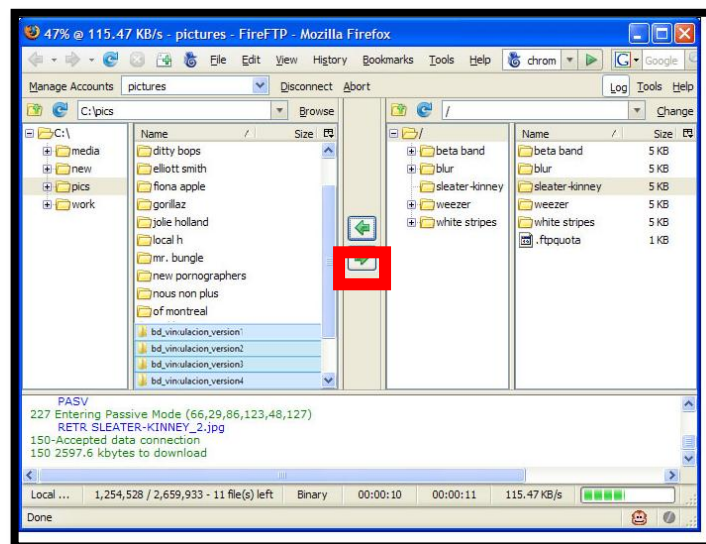 47% @ 115.47 KB/s - pictures - FireFTP - Mozilla Firefox
File Edit View History Bookmarks Tools Help chrom G Google
Manage Accounts pictures Disconnect Abort Log Tools Help
C:\pics Browse / Change
C:\
media
new
pics
work
Name Size
ditty bops
elliott smith
fiona apple
gorillaz
jolie holland
local h
mr. bungle
new pornographers
nous non plus
of montreal
bd_vinculacion_version1
bd_vinculacion_version2
bd_vinculacion_version3
bd_vinculacion_version4
/
beta band
blur
sleater-kinney
weezer
white stripes
Name Size
beta band 5 KB
blur 5 KB
sleater-kinney 5 KB
weezer 5 KB
white stripes 5 KB
.ftpquota 1 KB
PASV
227 Entering Passive Mode (66,29,86,123,48,127)
RETR SLEATER-KINNEY_2.jpg
150-Accepted data connection
150 2597.6 kbytes to download
Local ... 1,254,528 / 2,659,933 - 11 file(s) left Binary 00:00:10 00:00:11 115.47 KB/s
Done